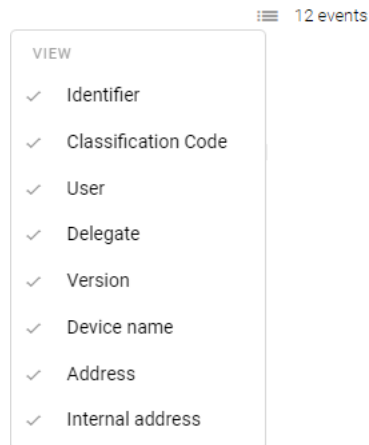 12 events
VIEW
Identifier
Classification Code
User
Delegate
Version
Device name
Address
Internal address